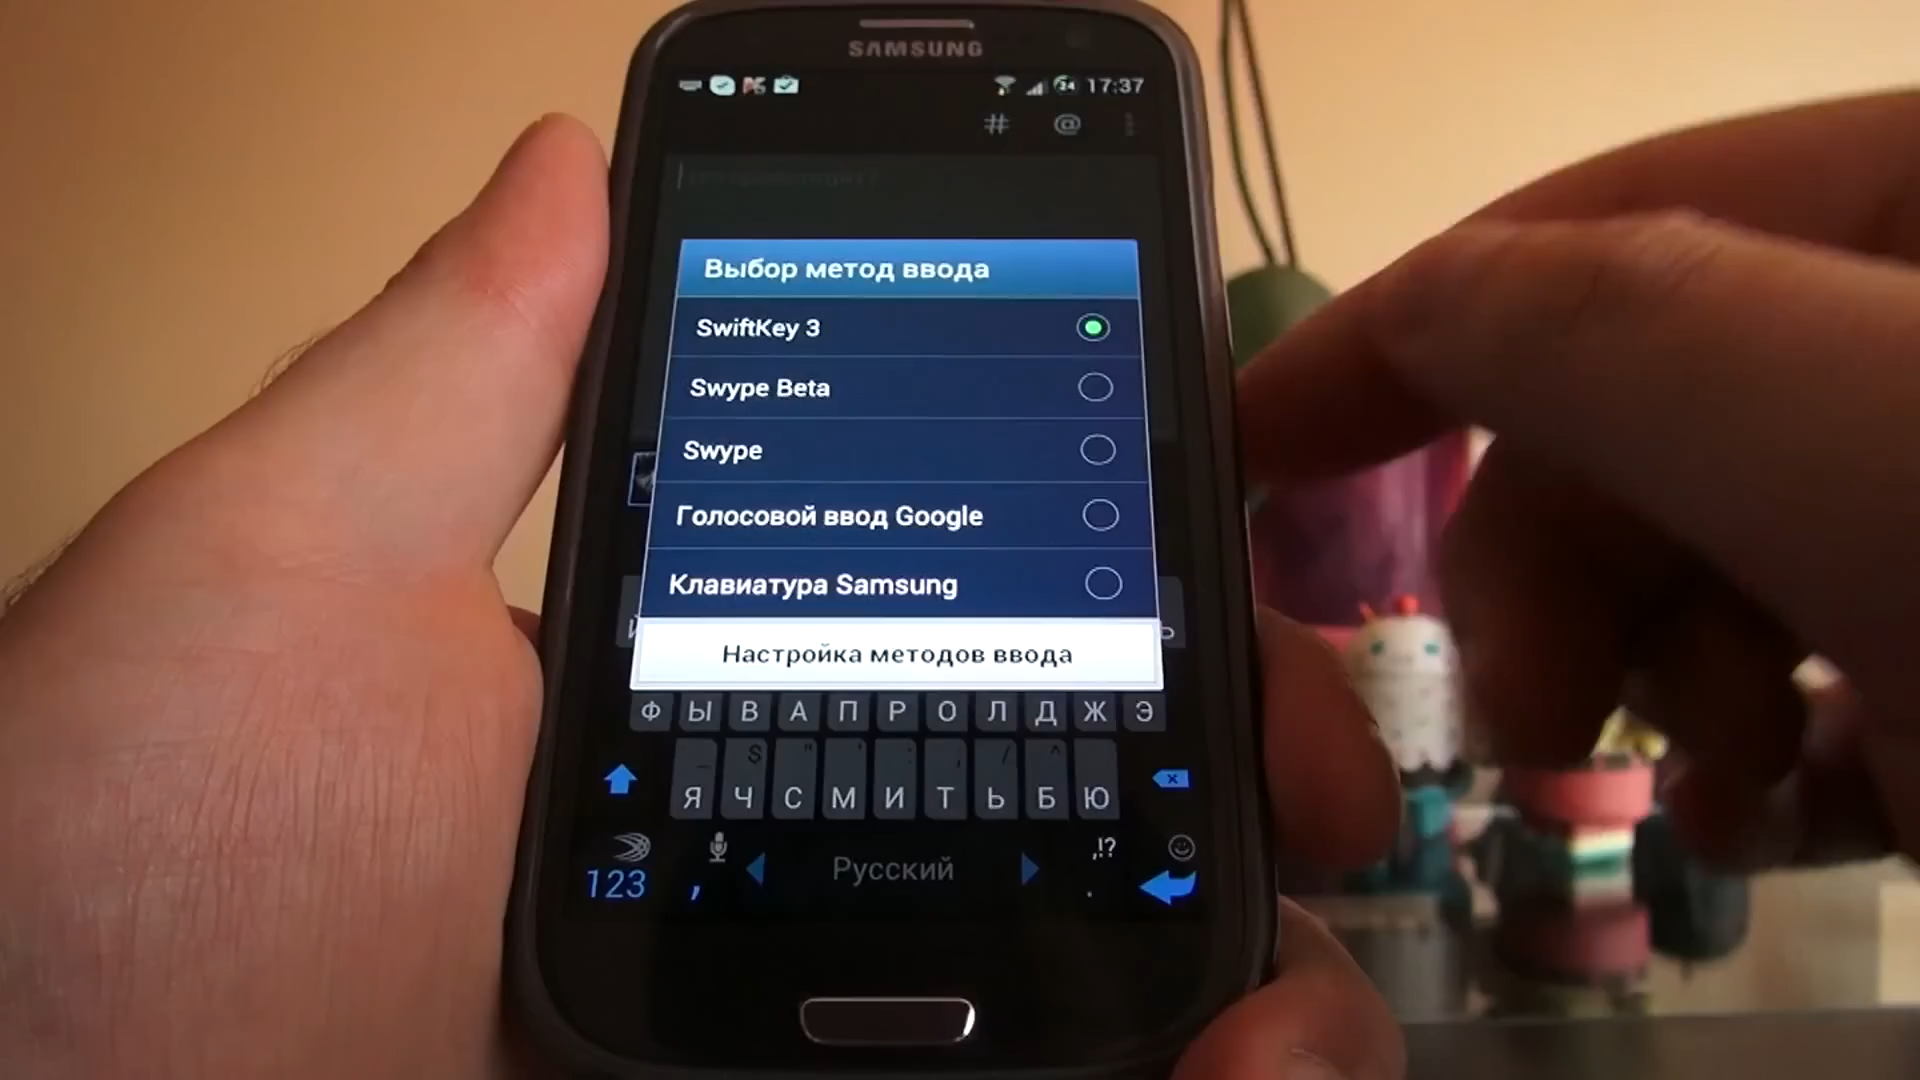 SAMSUNG
24 17:37
# @
Выбор метод ввода
SwiftKey 3
Swype Beta
Swype
Голосовой ввод Google
Клавиатура Samsung
Настройка методов ввода
Ф Ы В А П Р О Л Д Ж Э
_ $ " ' : ; / ^
Я Ч С М И Т Ь Б Ю
,!?
123 , Русский .